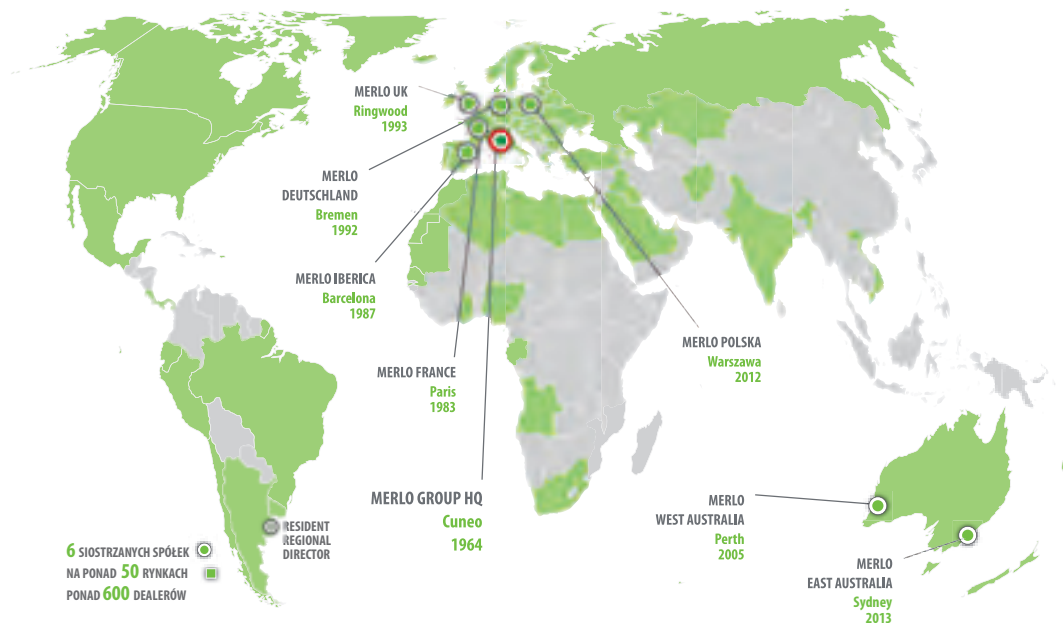 MERLO UK
Ringwood
1993
MERLO
DEUTSCHLAND
Bremen
1992
MERLO IBERICA
Barcelona
1987
MERLO FRANCE
Paris
1983
MERLO GROUP HQ
Cuneo
1964
MERLO POLSKA
Warszawa
2012
MERLO
WEST AUSTRALIA
Perth
2005
MERLO
EAST AUSTRALIA
Sydney
2013
RESIDENT
REGIONAL
DIRECTOR
6 SIOSTRZANYCH SPÓŁEK
NA PONAD 50 RYNKACH
PONAD 600 DEALERÓW